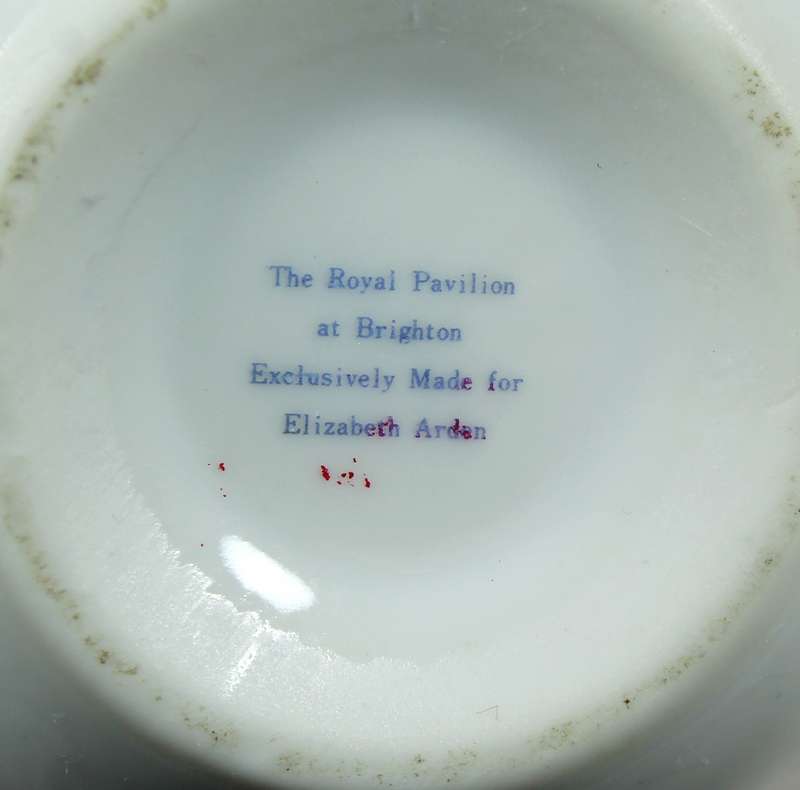 The Royal Pavilion
at Brighton
Exclusively Made for
Elizabeth Arden